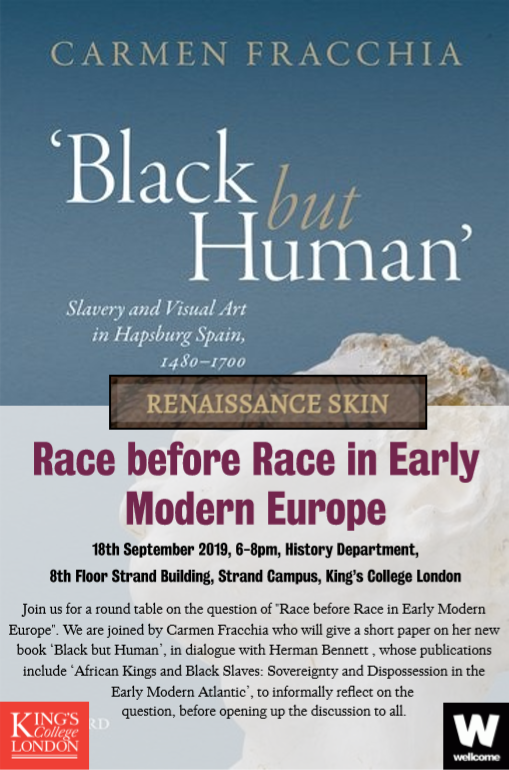 CARMEN FRACCHIA
‘Black but
Human’
Slavery and Visual Art
in Hapsburg Spain,
1480–1700
RENAISSANCE SKIN
Race before Race in Early
Modern Europe
18th September 2019, 6-8pm, History Department,
8th Floor Strand Building, Strand Campus, King's College London
Join us for a round table on the question of "Race before Race in Early Modern
Europe". We are joined by Carmen Fracchia who will give a short paper on her new
book ‘Black but Human’, in dialogue with Herman Bennett , whose publications
include ‘African Kings and Black Slaves: Sovereignty and Dispossession in the
Early Modern Atlantic’, to informally reflect on the
question, before opening up the discussion to all.
KING'S
College
LONDON
RD
W
wellcome